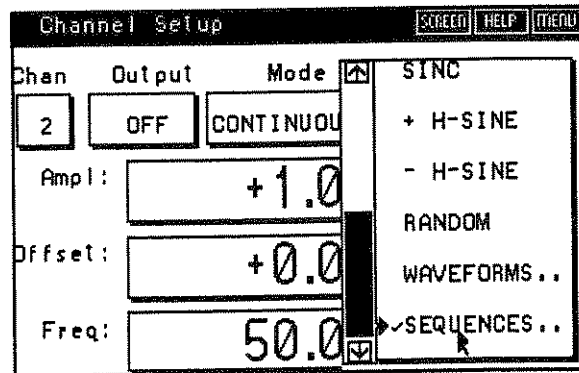 Channel Setup SCREEN HELP MENU
Chan Output Mode
2 OFF CONTINUOU
Ampl: +1.0
Offset: +0.0
Freq: 50.0
SINC
+ H-SINE
- H-SINE
RANDOM
WAVEFORMS..
✓SEQUENCES..